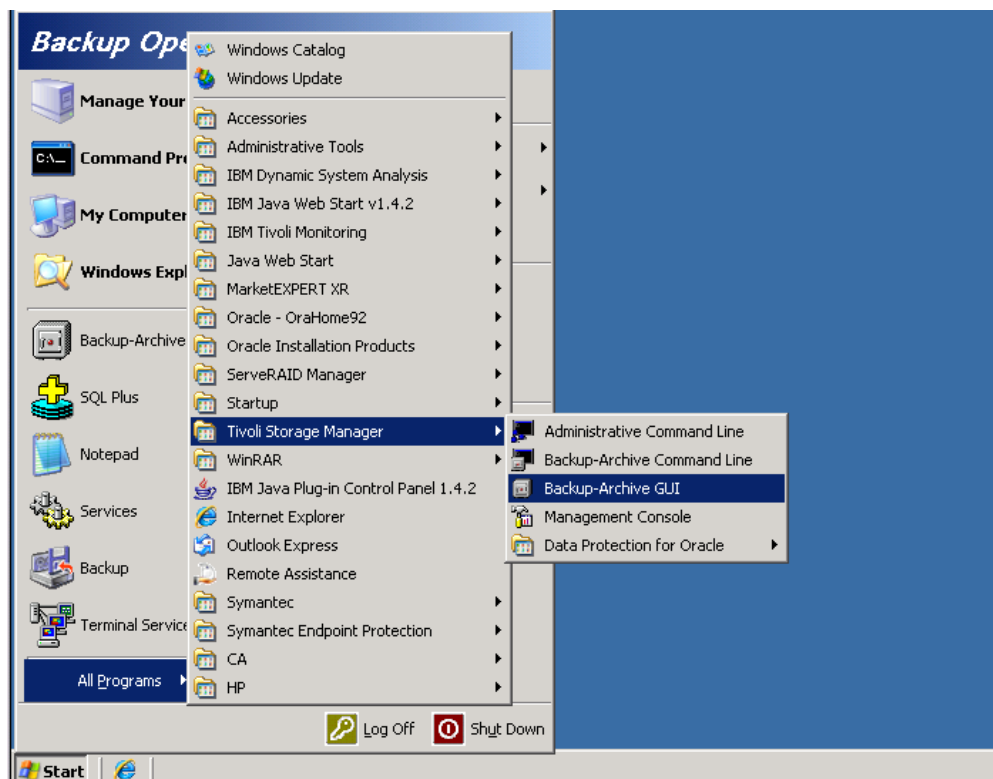 Backup Ope
Manage Your
Command Pro
My Computer
Windows Expl
Backup-Archive
SQL Plus
Notepad
Services
Backup
Terminal Service
All Programs
Windows Catalog
Windows Update
Accessories
Administrative Tools
IBM Dynamic System Analysis
IBM Java Web Start v1.4.2
IBM Tivoli Monitoring
Java Web Start
MarketEXPERT XR
Oracle - OraHome92
Oracle Installation Products
ServeRAID Manager
Startup
Tivoli Storage Manager
WinRAR
IBM Java Plug-in Control Panel 1.4.2
Internet Explorer
Outlook Express
Remote Assistance
Symantec
Symantec Endpoint Protection
CA
HP
Administrative Command Line
Backup-Archive Command Line
Backup-Archive GUI
Management Console
Data Protection for Oracle
Log Off
Shut Down
Start